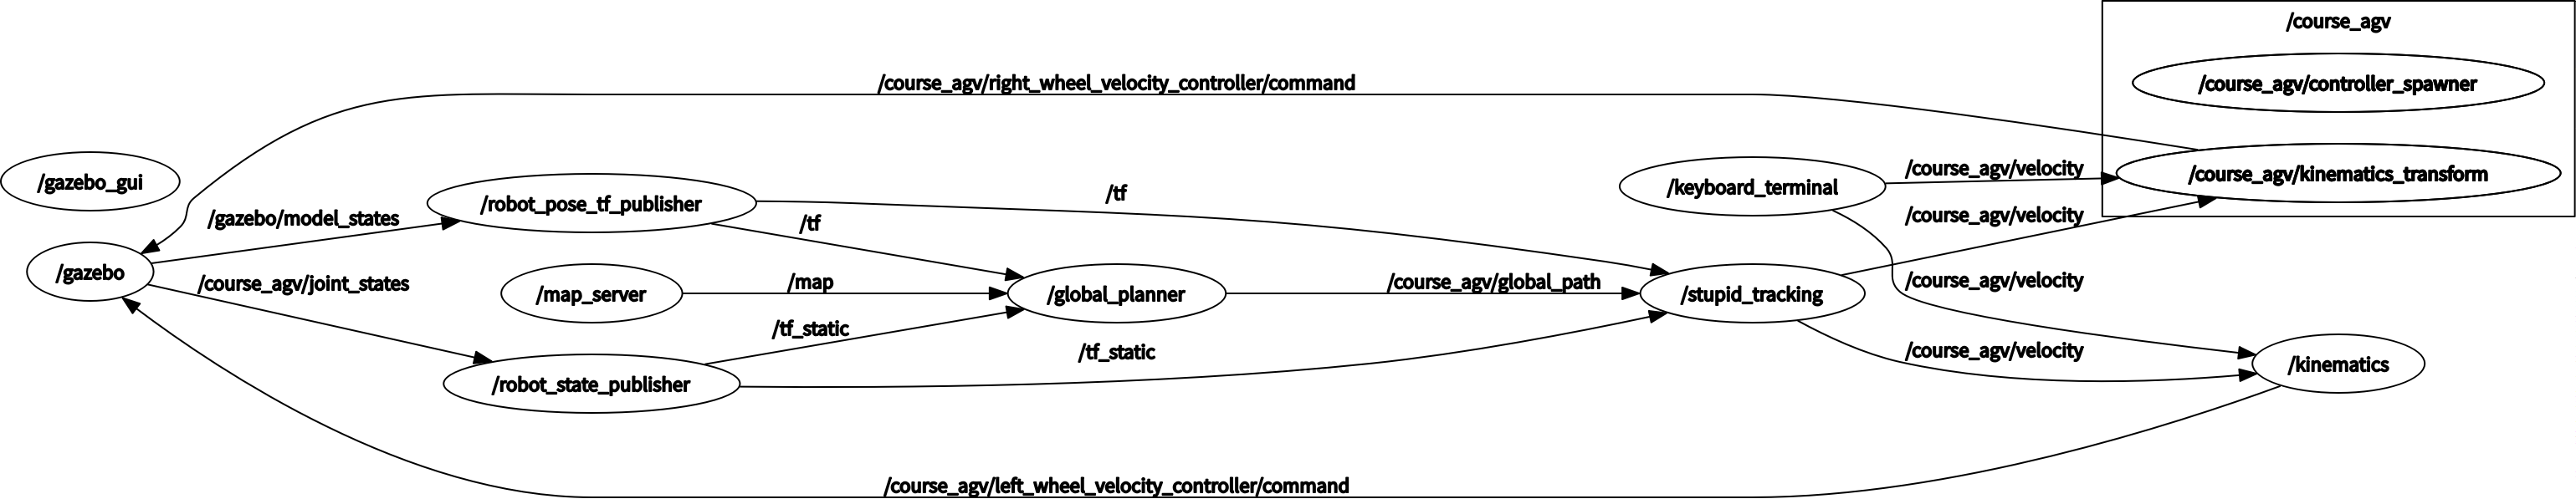 /course_agv
/course_agv/controller_spawner
/course_agv/right_wheel_velocity_controller/command
/course_agv/velocity
/course_agv/kinematics_transform
/gazebo_gui
/keyboard_terminal
/tf
/robot_pose_tf_publisher
/gazebo/model_states
/tf
/course_agv/velocity
/gazebo
/course_agv/joint_states
/map_server
/map
/global_planner
/course_agv/global_path
/stupid_tracking
/course_agv/velocity
/tf_static
/tf_static
/course_agv/velocity
/kinematics
/robot_state_publisher
/course_agv/left_wheel_velocity_controller/command